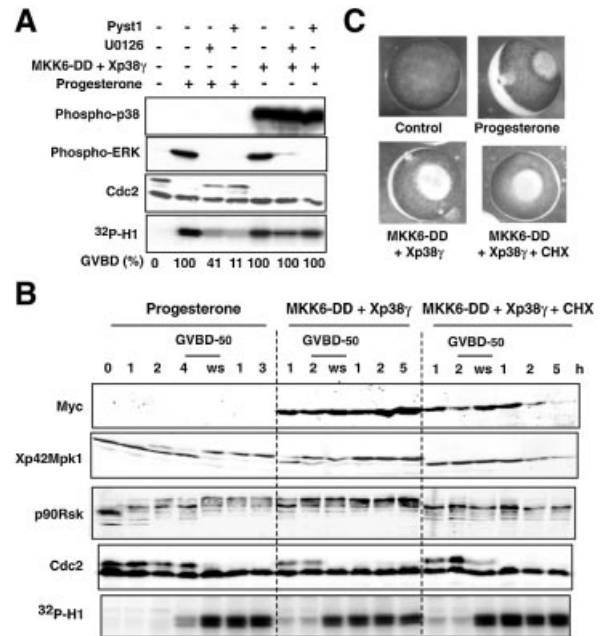 A
Pyst1 - - - + - - +
U0126 - - + - - + -
MKK6-DD + Xp38γ - - - - + + +
Progesterone - + + + - - -
Phospho-p38
Phospho-ERK
Cdc2
32P-H1
GVBD (%) 0 100 41 11 100 100 100
C
Control
Progesterone
MKK6-DD + Xp38γ
MKK6-DD + Xp38γ + CHX
B
Progesterone MKK6-DD + Xp38γ MKK6-DD + Xp38γ + CHX
GVBD-50 GVBD-50 GVBD-50
0 1 2 4 ws 1 3 1 2 ws 1 2 5 1 2 ws 1 2 5 h
Myc
Xp42Mpk1
p90Rsk
Cdc2
32P-H1